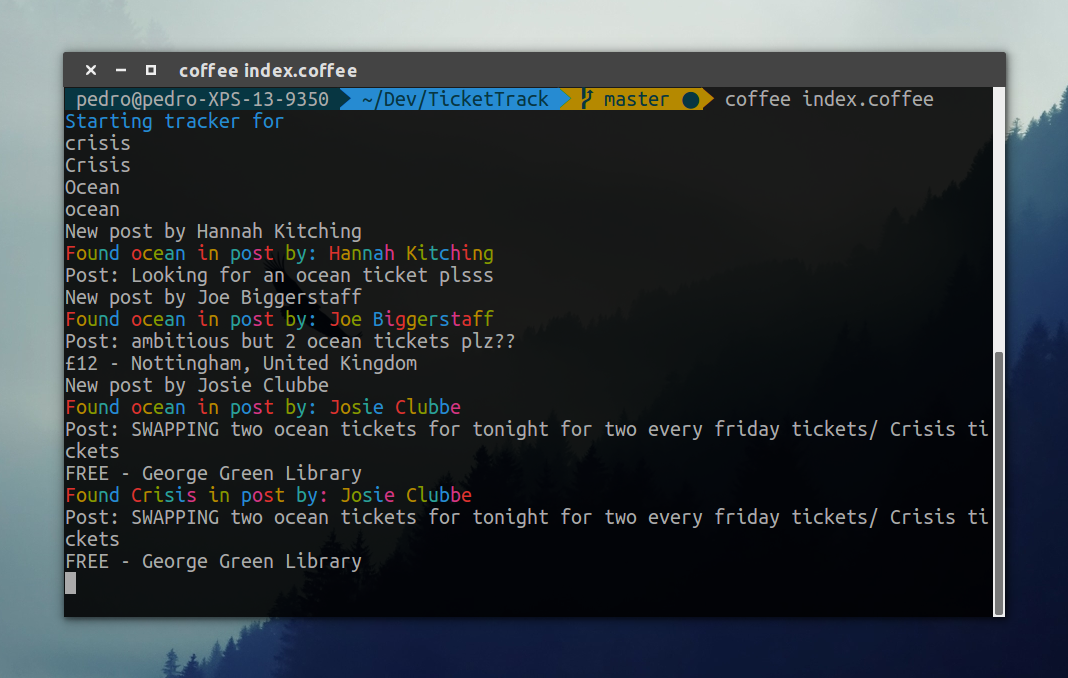 coffee index.coffee
pedro@pedro-XPS-13-9350 ~/Dev/TicketTrack master ● coffee index.coffee
Starting tracker for
crisis
Crisis
Ocean
ocean
New post by Hannah Kitching
Found ocean in post by: Hannah Kitching
Post: Looking for an ocean ticket plsss
New post by Joe Biggerstaff
Found ocean in post by: Joe Biggerstaff
Post: ambitious but 2 ocean tickets plz??
£12 - Nottingham, United Kingdom
New post by Josie Clubbe
Found ocean in post by: Josie Clubbe
Post: SWAPPING two ocean tickets for tonight for two every friday tickets/ Crisis ti
ckets
FREE - George Green Library
Found Crisis in post by: Josie Clubbe
Post: SWAPPING two ocean tickets for tonight for two every friday tickets/ Crisis ti
ckets
FREE - George Green Library